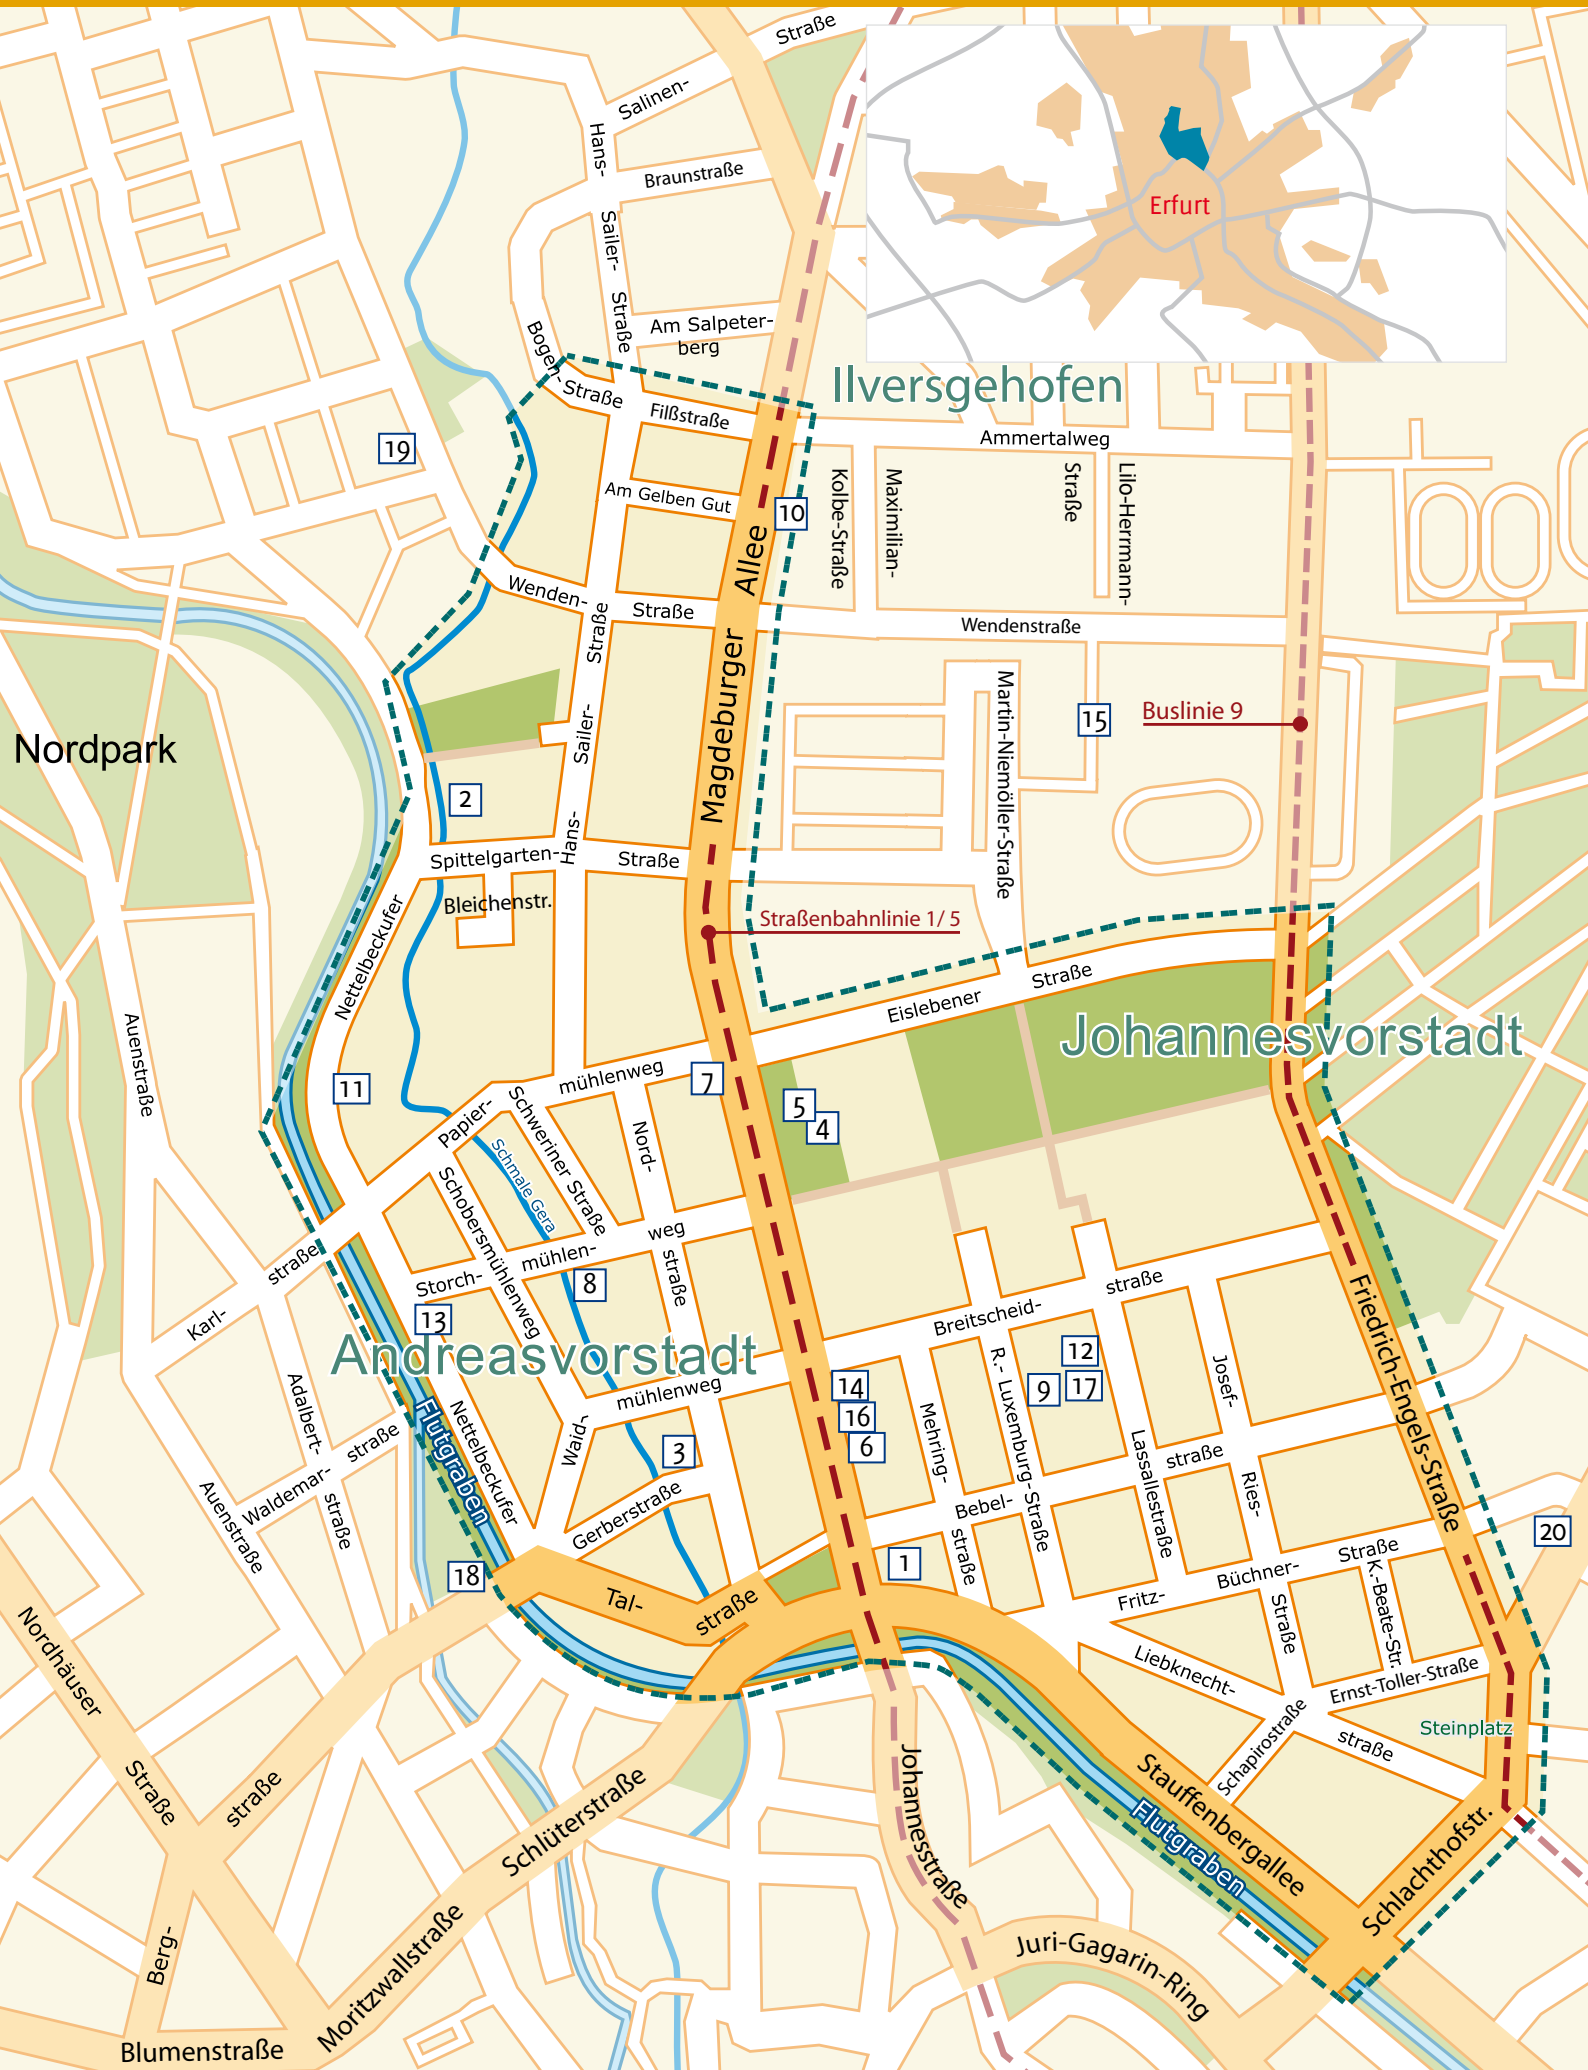 Straße
Salinen-
Hans-
Braunstraße
Sailer-
Straße
Am Salpeter-
berg
Bogen-
Straße
Filßstraße
Erfurt
Ilversgehofen
Ammertalweg
19
Am Gelben Gut
10
Kolbe-Straße
Maximilian-
Straße
Lilo-Herrmann-
Allee
Wenden-
Straße
Straße
Wendenstraße
Magdeburger
Martin-Niemöller-Straße
15
Buslinie 9
Nordpark
Sailer-
2
Hans-
Spittelgarten-
Straße
Bleichenstr.
Straßenbahnlinie 1/ 5
Nettelbeckufer
Eislebener
Straße
Johannesvorstadt
Auenstraße
11
mühlenweg
7
5
4
Papier-
Schweriner Straße
Nord-
Schmale Gera
Schobersmühlenweg
weg
straße
mühlen-
Storch-
8
straße
Karl-
13
Breitscheid-
straße
Friedrich-Engels-Straße
Andreasvorstadt
12
14
9
17
16
6
R.- Luxemburg-Straße
Josef-
mühlenweg
Adalbert-
straße
Flutgraben
Nettelbeckufer
Waid-
3
Mehring-
straße
Lassallestraße
straße
Bebel-
Ries-
Straße
Waldemar-
straße
Auenstraße
Gerberstraße
20
18
1
Tal-
straße
Fritz-
Büchner-
Straße
K.-Beate-Str.
Liebknecht-
straße
Ernst-Toller-Straße
Schapirostraße
Steinplatz
Nordhäuser
Straße
straße
Schlüterstraße
Johannesstraße
Stauffenbergallee
Flutgraben
Schlachthofstr.
Berg-
Moritzwallstraße
Juri-Gagarin-Ring
Blumenstraße